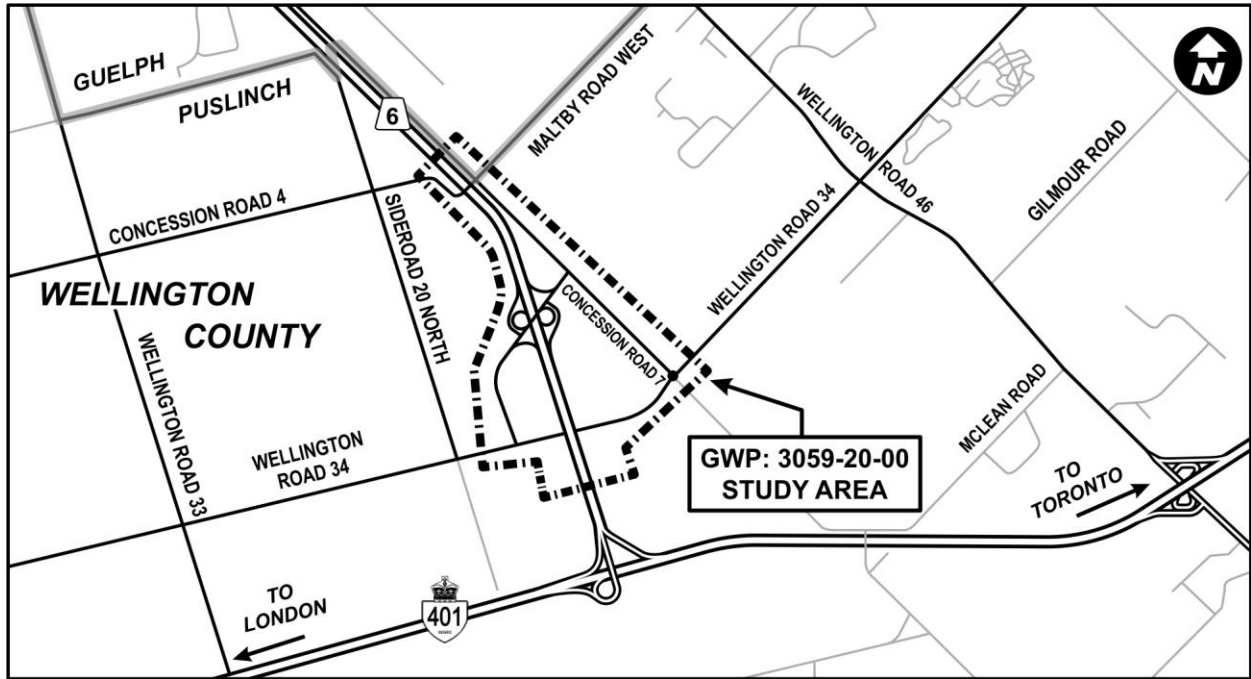 GUELPH
PUSLINCH
6
MALTBY ROAD WEST
N
WELLINGTON ROAD 46
GILMOUR ROAD
CONCESSION ROAD 4
SIDEROAD 20 NORTH
WELLINGTON ROAD 34
WELLINGTON
COUNTY
CONCESSION ROAD 7
WELLINGTON ROAD 33
WELLINGTON
ROAD 34
MCLEAN ROAD
GWP: 3059-20-00
STUDY AREA
TO
TORONTO
TO
LONDON
401